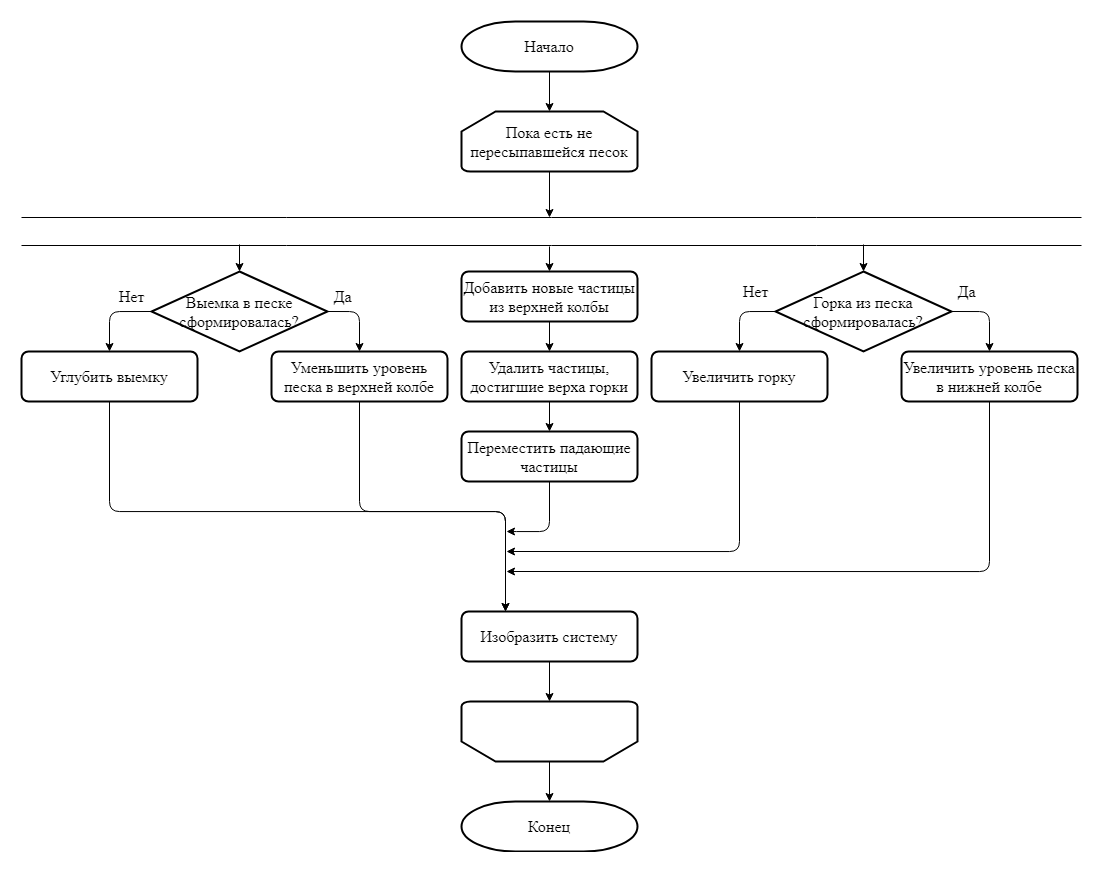 Начало
Пока есть не
пересыпавшейся песок
Нет
Выемка в песке
сформировалась?
Да
Добавить новые частицы
из верхней колбы
Нет
Горка из песка
сформировалась?
Да
Углубить выемку
Уменьшить уровень
песка в верхней колбе
Удалить частицы,
достигшие верха горки
Увеличить горку
Увеличить уровень песка
в нижней колбе
Переместить падающие
частицы
Изобразить систему
Конец